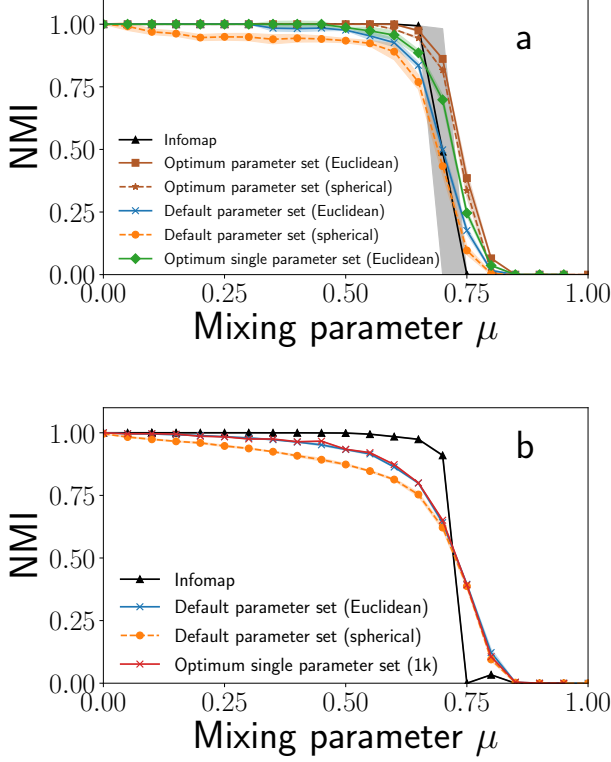 a
NMI
1.00
0.75
0.50
0.25
0.00
Infomap
Optimum parameter set (Euclidean)
Optimum parameter set (spherical)
Default parameter set (Euclidean)
Default parameter set (spherical)
Optimum single parameter set (Euclidean)
0.00 0.25 0.50 0.75 1.00
Mixing parameter μ
b
NMI
1.00
0.75
0.50
0.25
0.00
Infomap
Default parameter set (Euclidean)
Default parameter set (spherical)
Optimum single parameter set (1k)
0.00 0.25 0.50 0.75 1.00
Mixing parameter μ